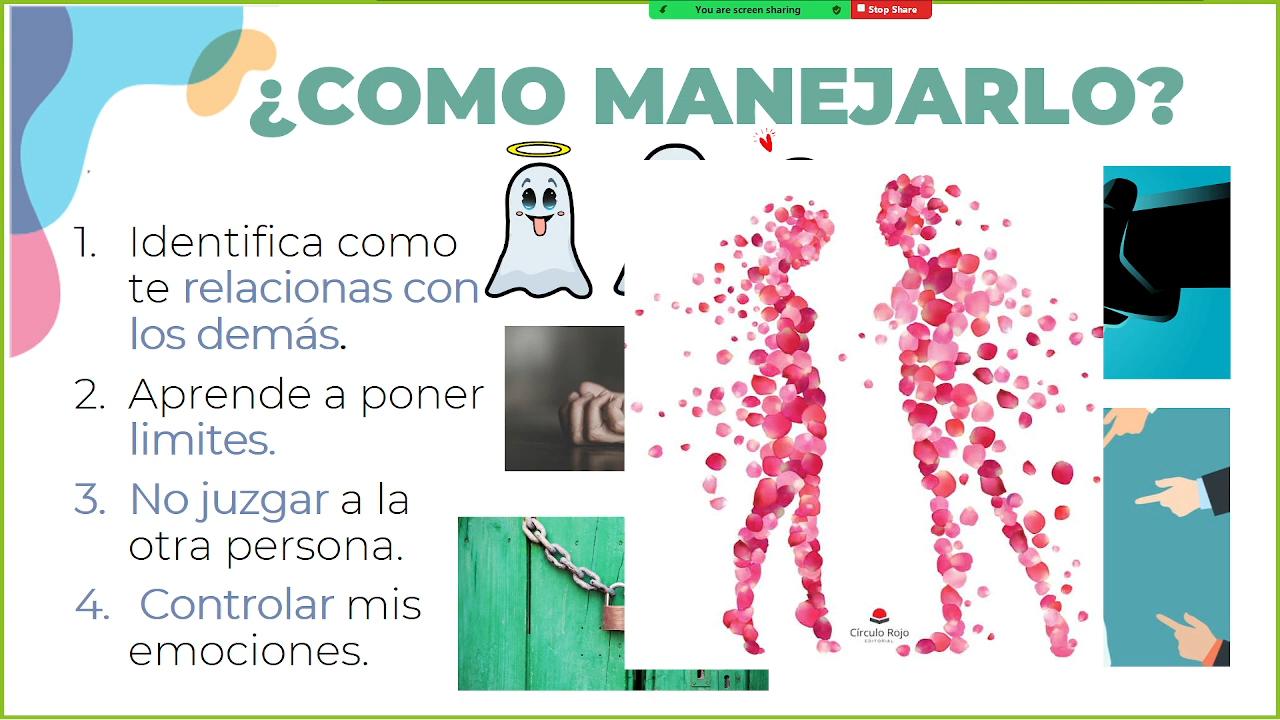 You are screen sharing
Stop Share
¿COMO MANEJARLO?
1. Identifica como
te relacionas con
los demás.
2. Aprende a poner
limites.
3. No juzgar a la
otra persona.
4. Controlar mis
emociones.
Círculo Rojo
EDITORIAL